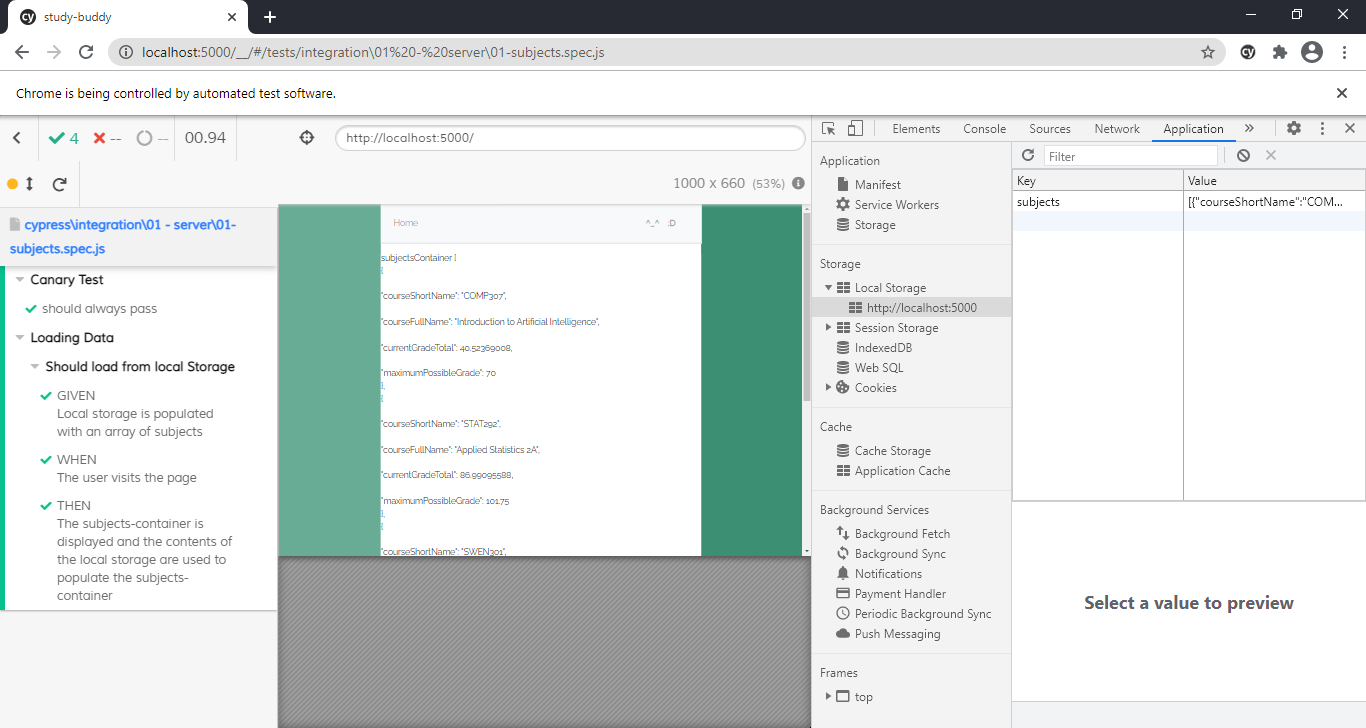 cy study-buddy
localhost:5000/__/#/tests/integration\01%20-%20server\01-subjects.spec.js
cy
Chrome is being controlled by automated test software.
4 -- -- 00.94
http://localhost:5000/
1000 x 660 (53%)
cypress\integration\01 - server\01-
subjects.spec.js
Canary Test
should always pass
Loading Data
Should load from local Storage
GIVEN
Local storage is populated
with an array of subjects
WHEN
The user visits the page
THEN
The subjects-container is
displayed and the contents of
the local storage are used to
populate the subjects-
container
Home ^_^ :D
subjectsContainer [
{
"courseShortName": "COMP307",
"courseFullName": "Introduction to Artificial Intelligence",
"currentGradeTotal": 40.52369008,
"maximumPossibleGrade": 70
},
{
"courseShortName": "STAT292",
"courseFullName": "Applied Statistics 2A",
"currentGradeTotal": 86.99095588,
"maximumPossibleGrade": 101.75
},
{
"courseShortName": "SWEN301",
Elements Console Sources Network Application »
Application
Manifest
Service Workers
Storage
Storage
Local Storage
http://localhost:5000
Session Storage
IndexedDB
Web SQL
Cookies
Cache
Cache Storage
Application Cache
Background Services
Background Fetch
Background Sync
Notifications
Payment Handler
Periodic Background Sync
Push Messaging
Frames
top
Filter
Key Value
subjects [{"courseShortName":"COM...
Select a value to preview